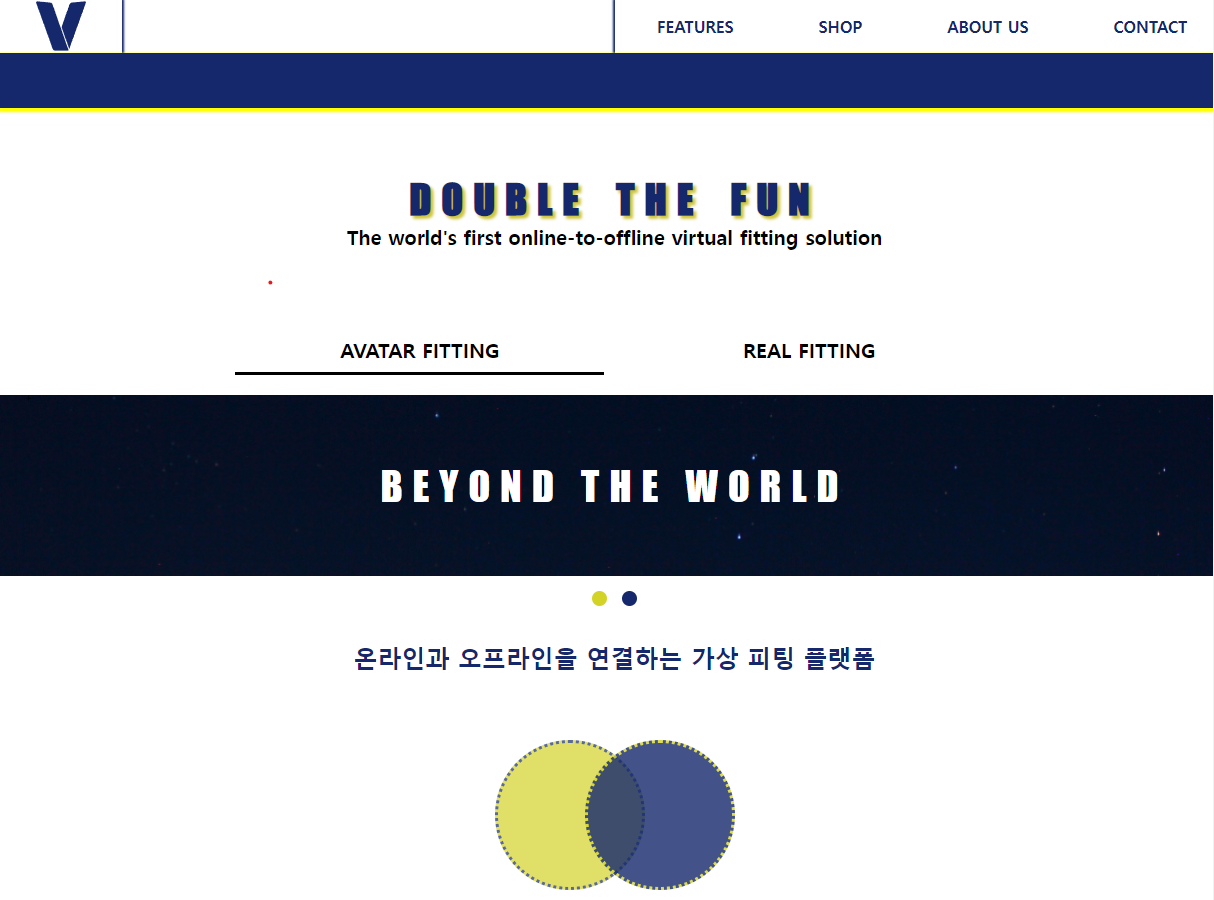 V
FEATURES SHOP ABOUT US CONTACT
DOUBLE THE FUN
The world's first online-to-offline virtual fitting solution
AVATAR FITTING REAL FITTING
BEYOND THE WORLD
온라인과 오프라인을 연결하는 가상 피팅 플랫폼